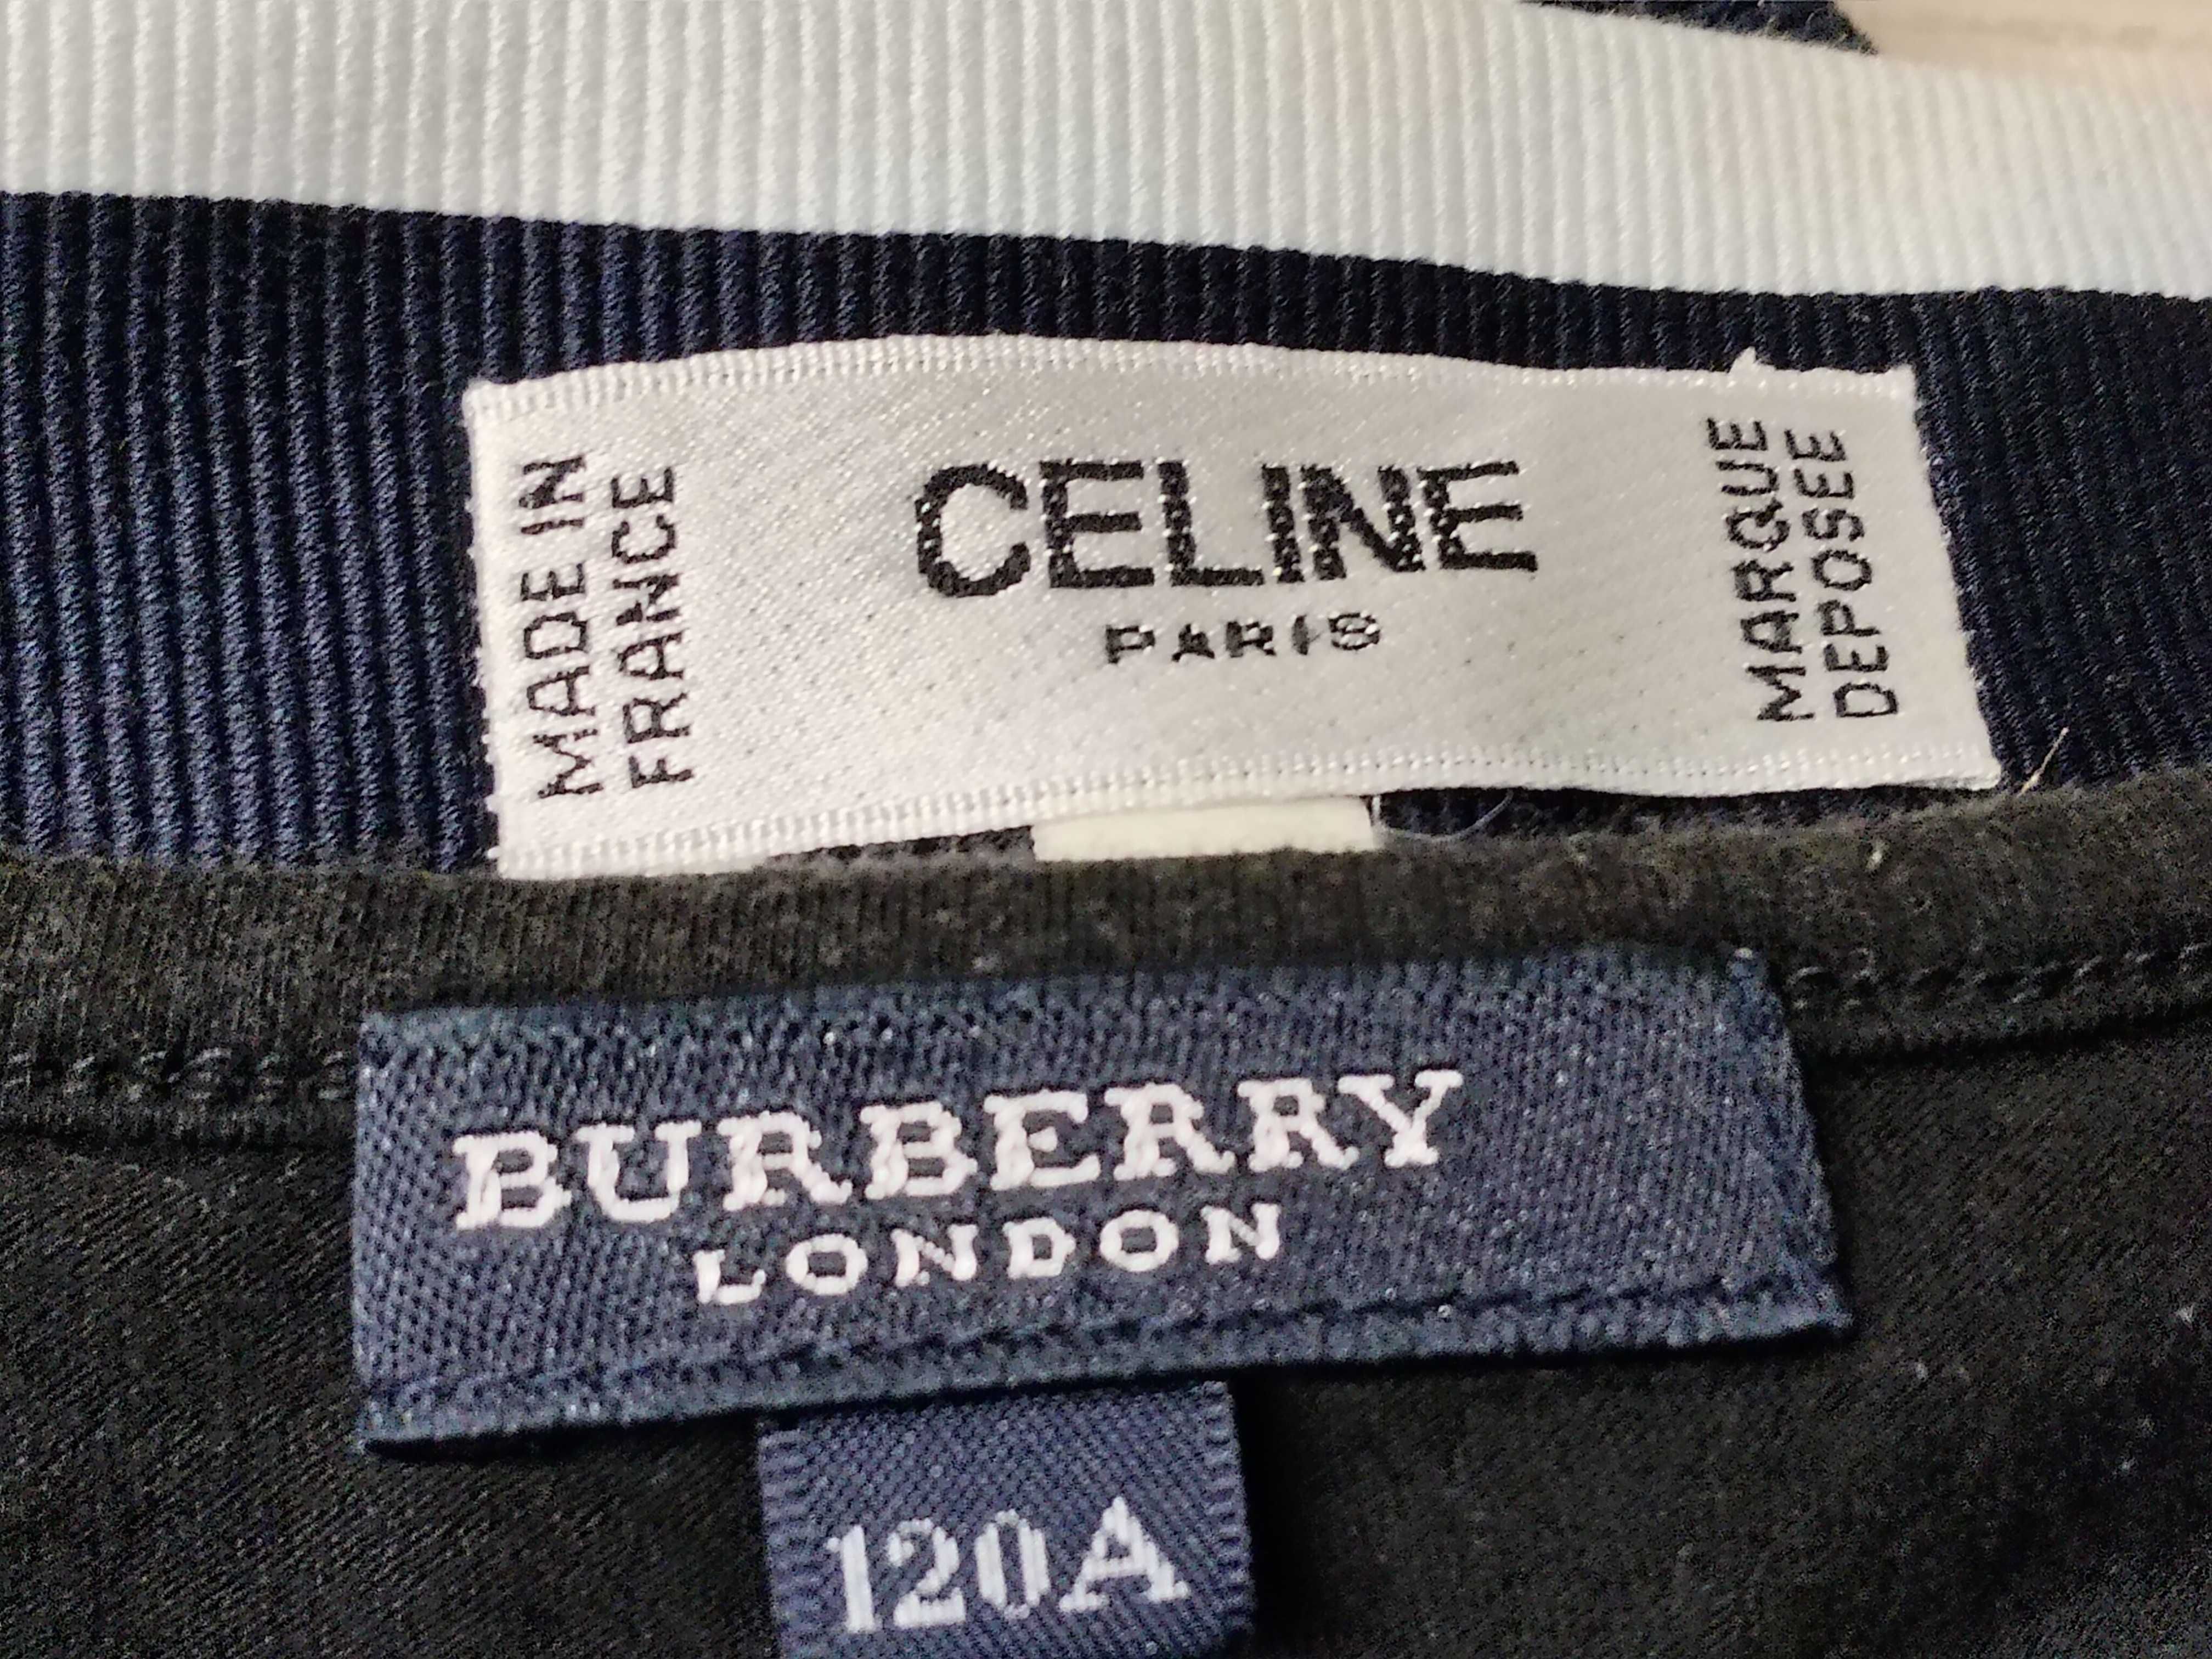 MADE IN
FRANCE
CELINE
PARIS
MARQUE
DEPOSEE
BURBERRY
LONDON
120A